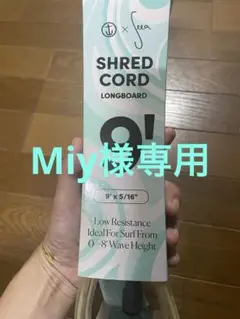 x Seea
SHRED
CORD
LONGBOARD
9'
Miy様専用
9' x 5/16"
Low Resistance
Ideal For Surf From
0 - 8' Wave Height